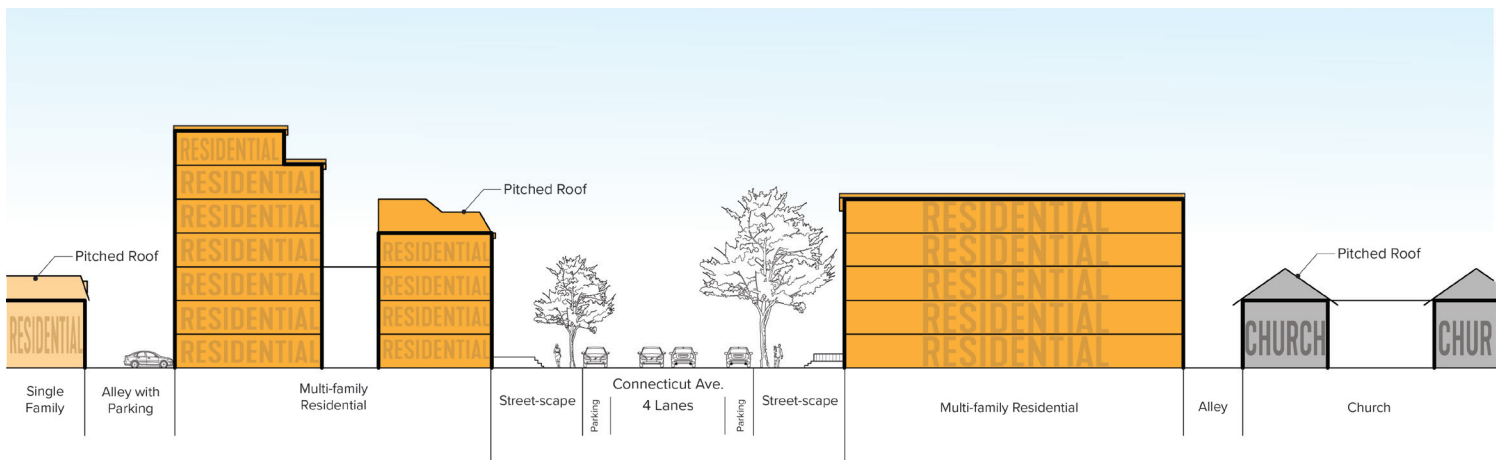 RESIDENTIAL
RESIDENTIAL
RESIDENTIAL
RESIDENTIAL
RESIDENTIAL
RESIDENTIAL
RESIDENTIAL
Pitched Roof
RESIDENTIAL
RESIDENTIAL
RESIDENTIAL
RESIDENTIAL
Pitched Roof
RESIDENTIAL
RESIDENTIAL
RESIDENTIAL
RESIDENTIAL
RESIDENTIAL
RESIDENTIAL
Pitched Roof
CHURCH
CHUR
Single
Family
Alley with
Parking
Multi-family
Residential
Street-scape
Parking
Connecticut Ave.
4 Lanes
Parking
Street-scape
Multi-family Residential
Alley
Church